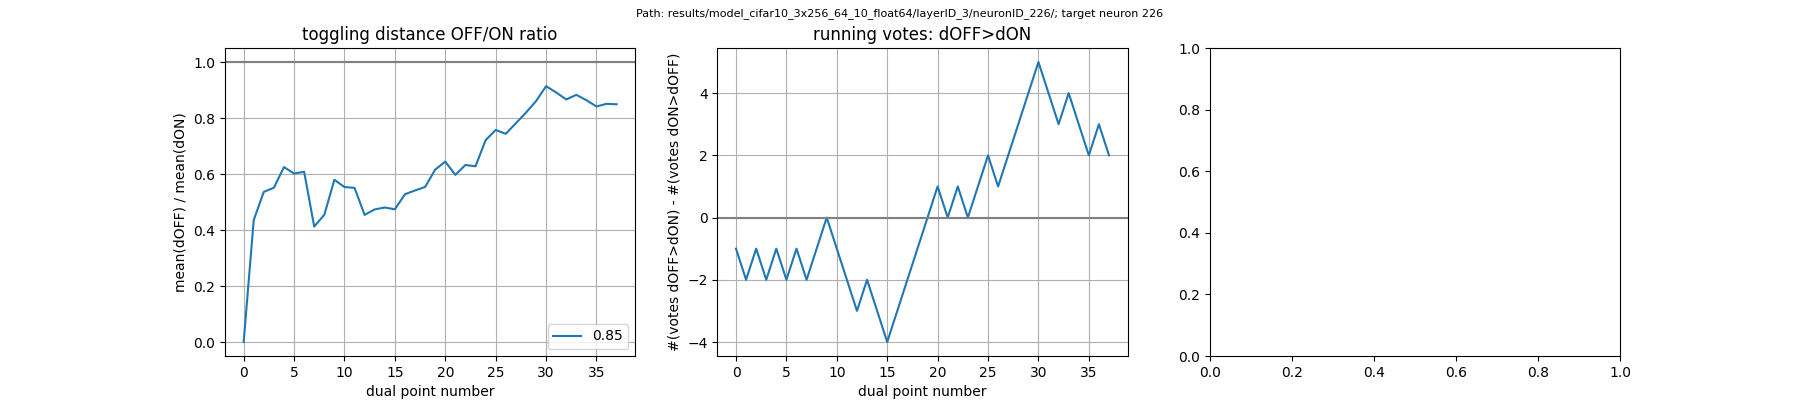 Path: results/model_cifar10_3x256_64_10_float64/layerID_3/neuronID_226/; target neuron 226
toggling distance OFF/ON ratio
mean(dOFF) / mean(dON)
1.0
0.8
0.6
0.4
0.2
0.0
0.85
0 5 10 15 20 25 30 35
dual point number
running votes: dOFF>dON
#(votes dOFF>dON) - #(votes dON>dOFF)
4
2
0
−2
−4
0 5 10 15 20 25 30 35
dual point number
1.0
0.8
0.6
0.4
0.2
0.0
0.0 0.2 0.4 0.6 0.8 1.0